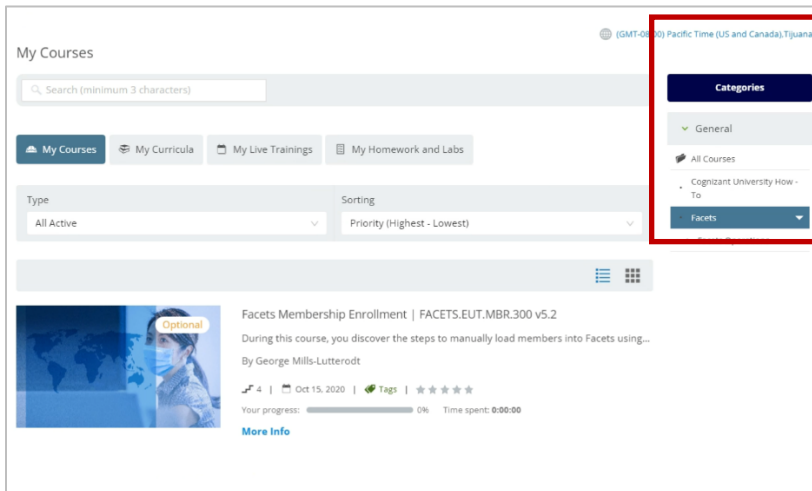 (GMT-08:00) Pacific Time (US and Canada).Tijuana
My Courses
Search (minimum 3 characters)
Categories
My Courses
My Curricula
My Live Trainings
My Homework and Labs
General
All Courses
Cognizant University How -
To
Facets
Type
Sorting
All Active
Priority (Highest - Lowest)
Optional
Facets Membership Enrollment | FACETS.EUT.MBR.300 v5.2
During this course, you discover the steps to manually load members into Facets using...
By George Mills-Lutterodt
4 | Oct 15, 2020 | Tags |
Your progress: 0% Time spent: 0:00:00
More Info